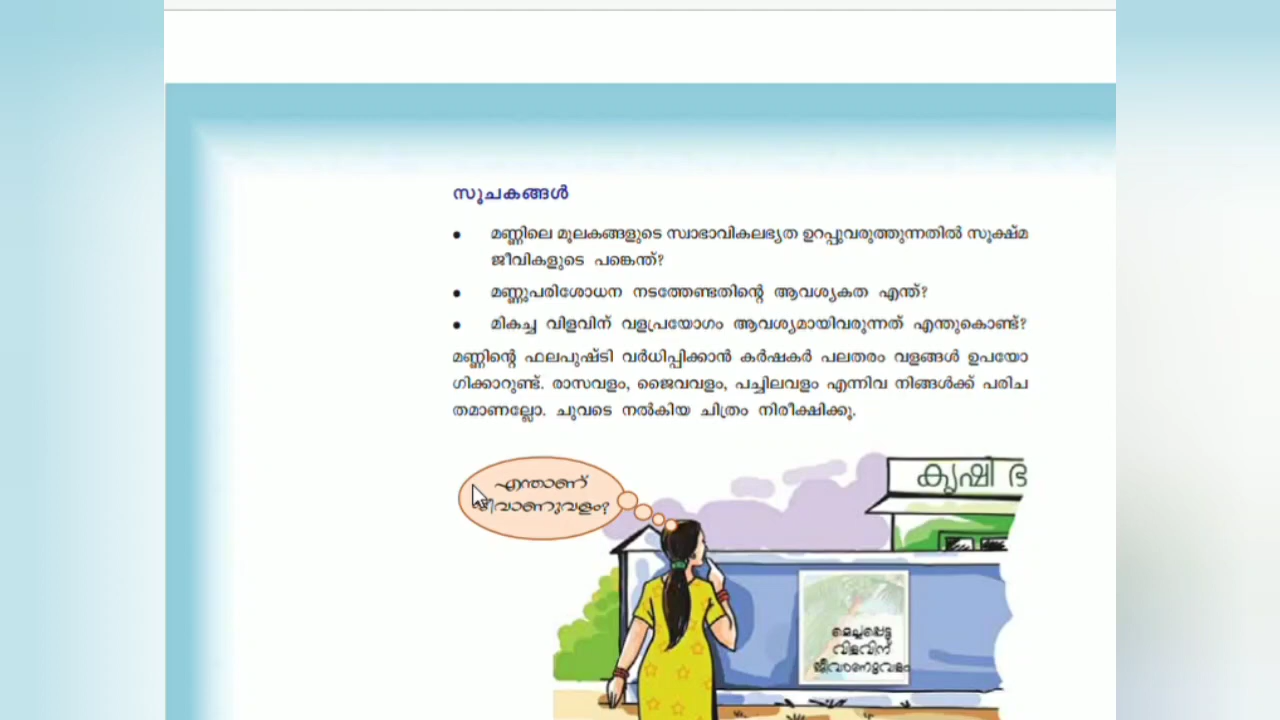 സൂചകങ്ങൾ
• മണ്ണിലെ മൂലകങ്ങളുടെ സ്വാഭാവികലഭ്യത ഉറപ്പുവരുത്തുന്നതിൽ സൂക്ഷ്മ
ജീവികളുടെ പങ്കെന്ത്?
• മണ്ണുപരിശോധന നടത്തേണ്ടതിന്റെ ആവശ്യകത എന്ത്?
• മികച്ച വിളവിന് വളപ്രയോഗം ആവശ്യമായിവരുന്നത് എന്തുകൊണ്ട്?
മണ്ണിന്റെ ഫലപുഷ്ടി വർധിപ്പിക്കാൻ കർഷകർ പലതരം വളങ്ങൾ ഉപയോ
ഗിക്കാറുണ്ട്. രാസവളം, ജൈവവളം, പച്ചിലവളം എന്നിവ നിങ്ങൾക്ക് പരിച
തമാണല്ലോ. ചുവടെ നൽകിയ ചിത്രം നിരീക്ഷിക്കൂ.
എന്താണ്
ജീവാണുവളം?
കൃഷി ഭ
മെച്ചപ്പെട്ട
വിളവിന്
ജീവാണുവളം